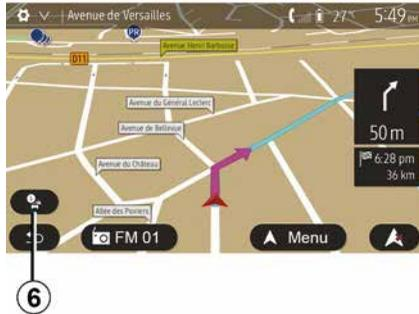 Avenue de Versailles
27°
5:49
PR
D11
Avenue Henri Barbusse
Avenue du Général Leclerc
Avenue de Bellevue
Avenue du Château
Allée des Poiriers
50 m
6:28 pm
36 km
FM 01
Menu
6